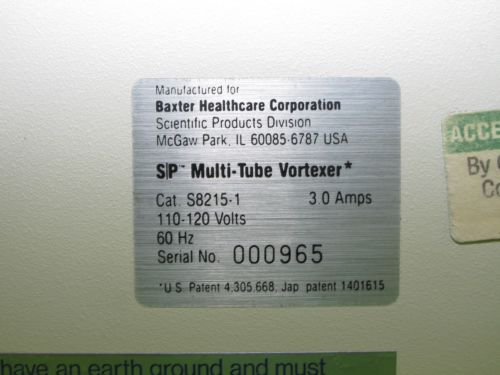 Manufactured for
Baxter Healthcare Corporation
Scientific Products Division
McGaw Park, IL 60085-6787 USA
S|P™ Multi-Tube Vortexer*
Cat. S8215-1 3.0 Amps
110-120 Volts
60 Hz
Serial No. 000965
*U.S. Patent 4,305,668; Jap. patent 1401615
ACCE
By
Co
have an earth ground and must